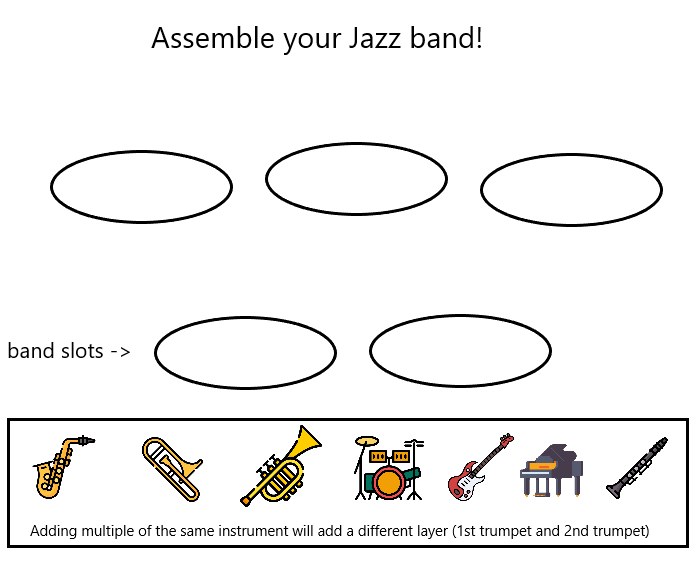 Assemble your Jazz band!
band slots ->
Adding multiple of the same instrument will add a different layer (1st trumpet and 2nd trumpet)